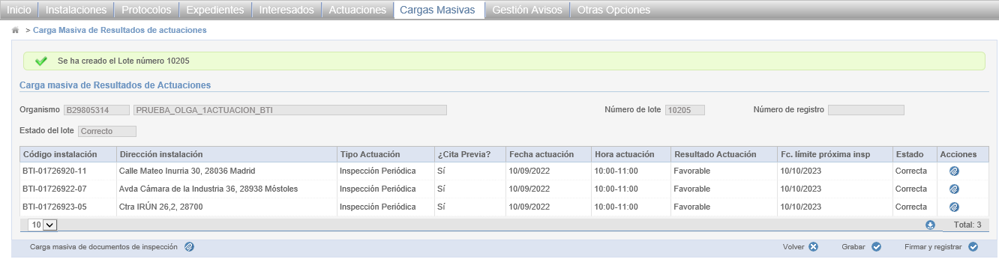 Inicio Instalaciones Protocolos Expedientes Interesados Actuaciones Cargas Masivas Gestión Avisos Otras Opciones
> Carga Masiva de Resultados de actuaciones
Se ha creado el Lote número 10205
Carga masiva de Resultados de Actuaciones
Organismo B29805314 PRUEBA_OLGA_1ACTUACION_BTI Número de lote 10205 Número de registro
Estado del lote Correcto
Código instalación Dirección instalación Tipo Actuación ¿Cita Previa? Fecha actuación Hora actuación Resultado Actuación Fc. límite próxima insp Estado Acciones
BTI-01726920-11 Calle Mateo Inurria 30, 28036 Madrid Inspección Periódica Sí 10/09/2022 10:00-11:00 Favorable 10/10/2023 Correcta
BTI-01726922-07 Avda Cámara de la Industria 36, 28938 Móstoles Inspección Periódica Sí 10/09/2022 10:00-11:00 Favorable 10/10/2023 Correcta
BTI-01726923-05 Ctra IRÚN 26,2, 28700 Inspección Periódica Sí 10/09/2022 10:00-11:00 Favorable 10/10/2023 Correcta
10 Total: 3
Carga masiva de documentos de inspección Volver Grabar Firmar y registrar